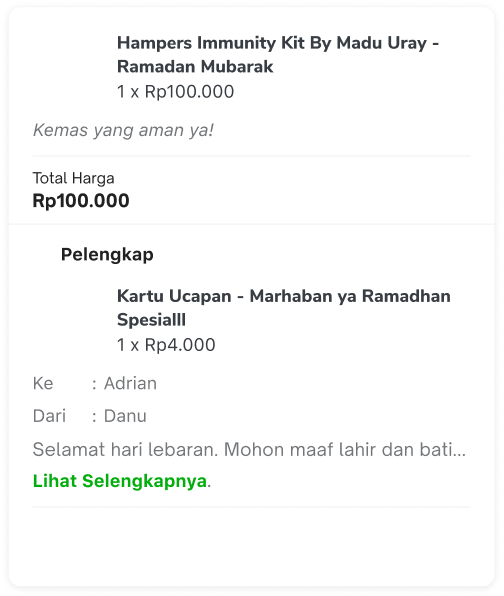 Hampers Immunity Kit By Madu Uray -
Ramadan Mubarak
1 x Rp100.000
Kemas yang aman ya!
Total Harga
Rp100.000
Pelengkap
Kartu Ucapan - Marhaban ya Ramadhan
Spesialll
1 x Rp4.000
Ke : Adrian
Dari : Danu
Selamat hari lebaran. Mohon maaf lahir dan bati...
Lihat Selengkapnya.